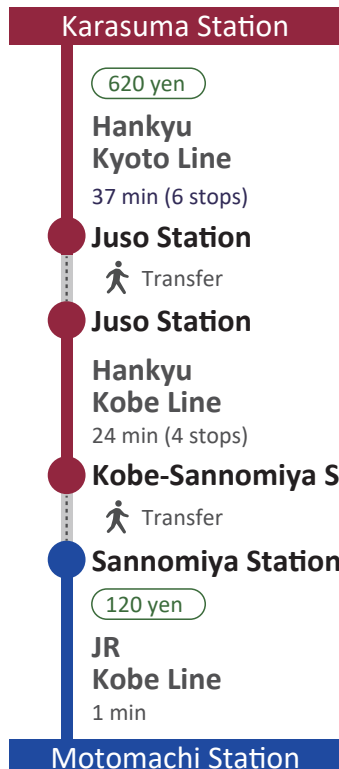 Karasuma Station
620 yen
Hankyu
Kyoto Line
37 min (6 stops)
Juso Station
Transfer
Juso Station
Hankyu
Kobe Line
24 min (4 stops)
Kobe-Sannomiya S
Transfer
Sannomiya Station
120 yen
JR
Kobe Line
1 min
Motomachi Station